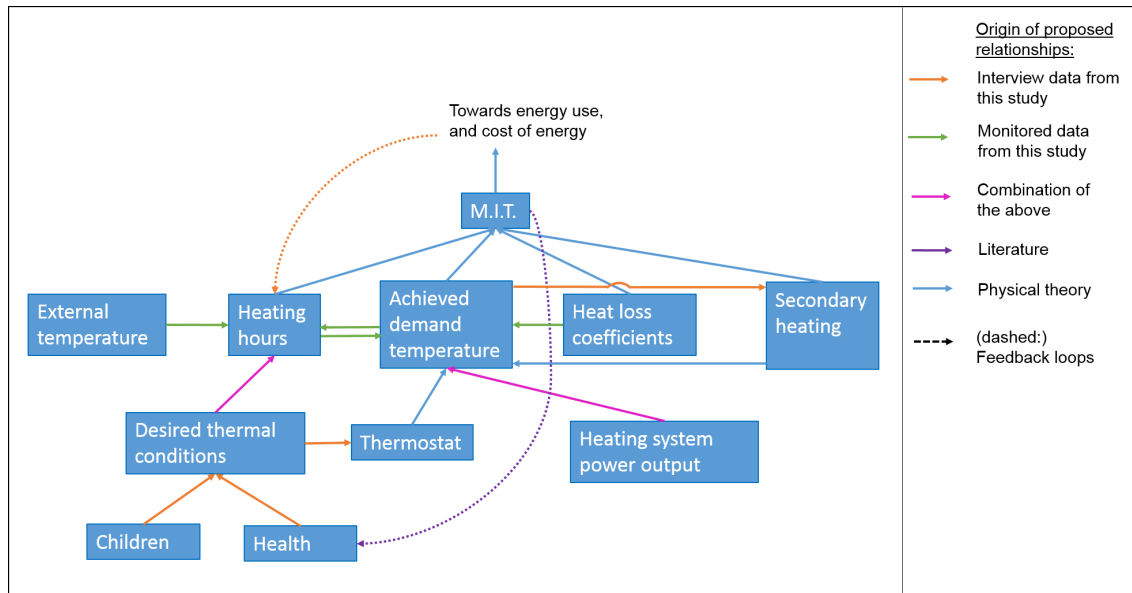 Towards energy use,
and cost of energy
M.I.T.
External
temperature
Heating
hours
Achieved
demand
temperature
Heat loss
coefficients
Secondary
heating
Desired thermal
conditions
Thermostat
Heating system
power output
Children
Health
Origin of proposed
relationships:
Interview data from
this study
Monitored data
from this study
Combination of
the above
Literature
Physical theory
(dashed:)
Feedback loops